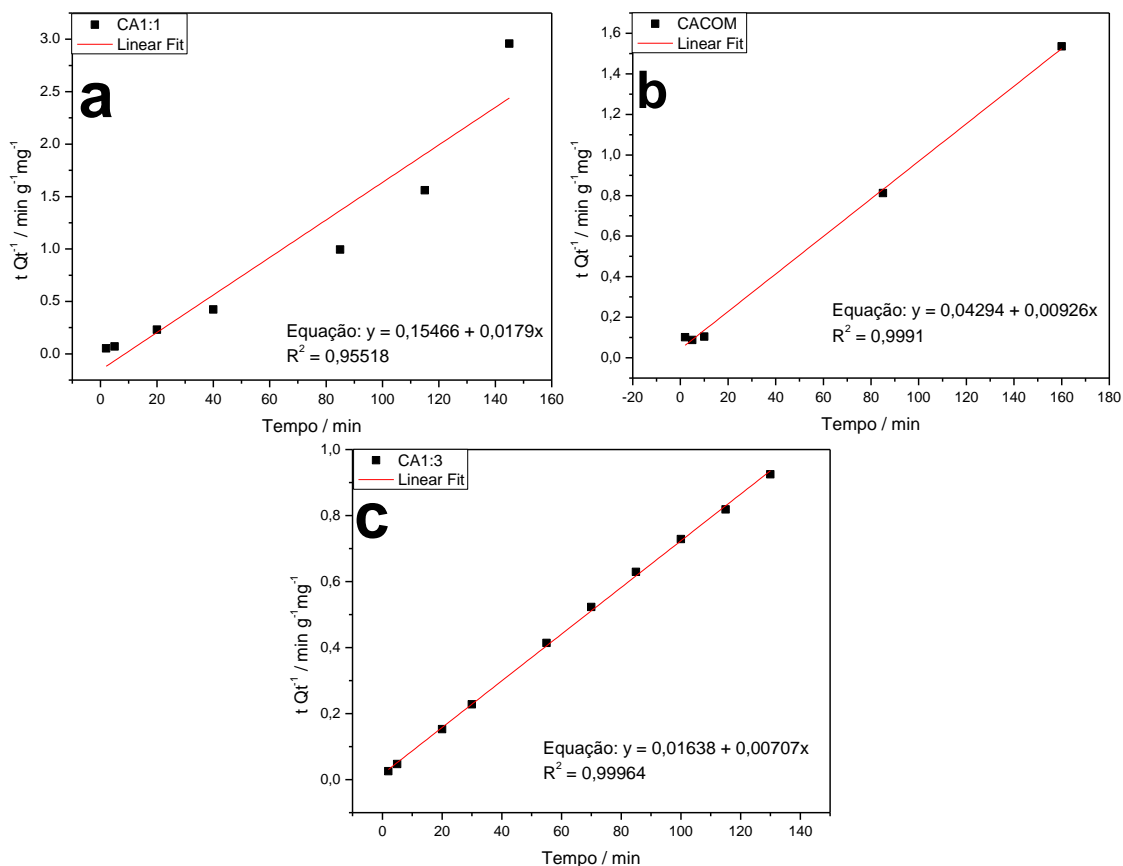 CA1:1
Linear Fit
a
3.0
2.5
2.0
1.5
1.0
0.5
0.0
t Qt⁻¹ / min g⁻¹mg⁻¹
Equação: y = 0,15466 + 0,0179x
R² = 0,95518
0 20 40 60 80 100 120 140 160
Tempo / min
CACOM
Linear Fit
b
1,6
1,4
1,2
1,0
0,8
0,6
0,4
0,2
0,0
t Qt⁻¹ / min g⁻¹mg⁻¹
Equação: y = 0,04294 + 0,00926x
R² = 0,9991
-20 0 20 40 60 80 100 120 140 160 180
Tempo / min
CA1:3
Linear Fit
c
1,0
0,8
0,6
0,4
0,2
0,0
t Qt⁻¹ / min g⁻¹mg⁻¹
Equação: y = 0,01638 + 0,00707x
R² = 0,99964
0 20 40 60 80 100 120 140
Tempo / min